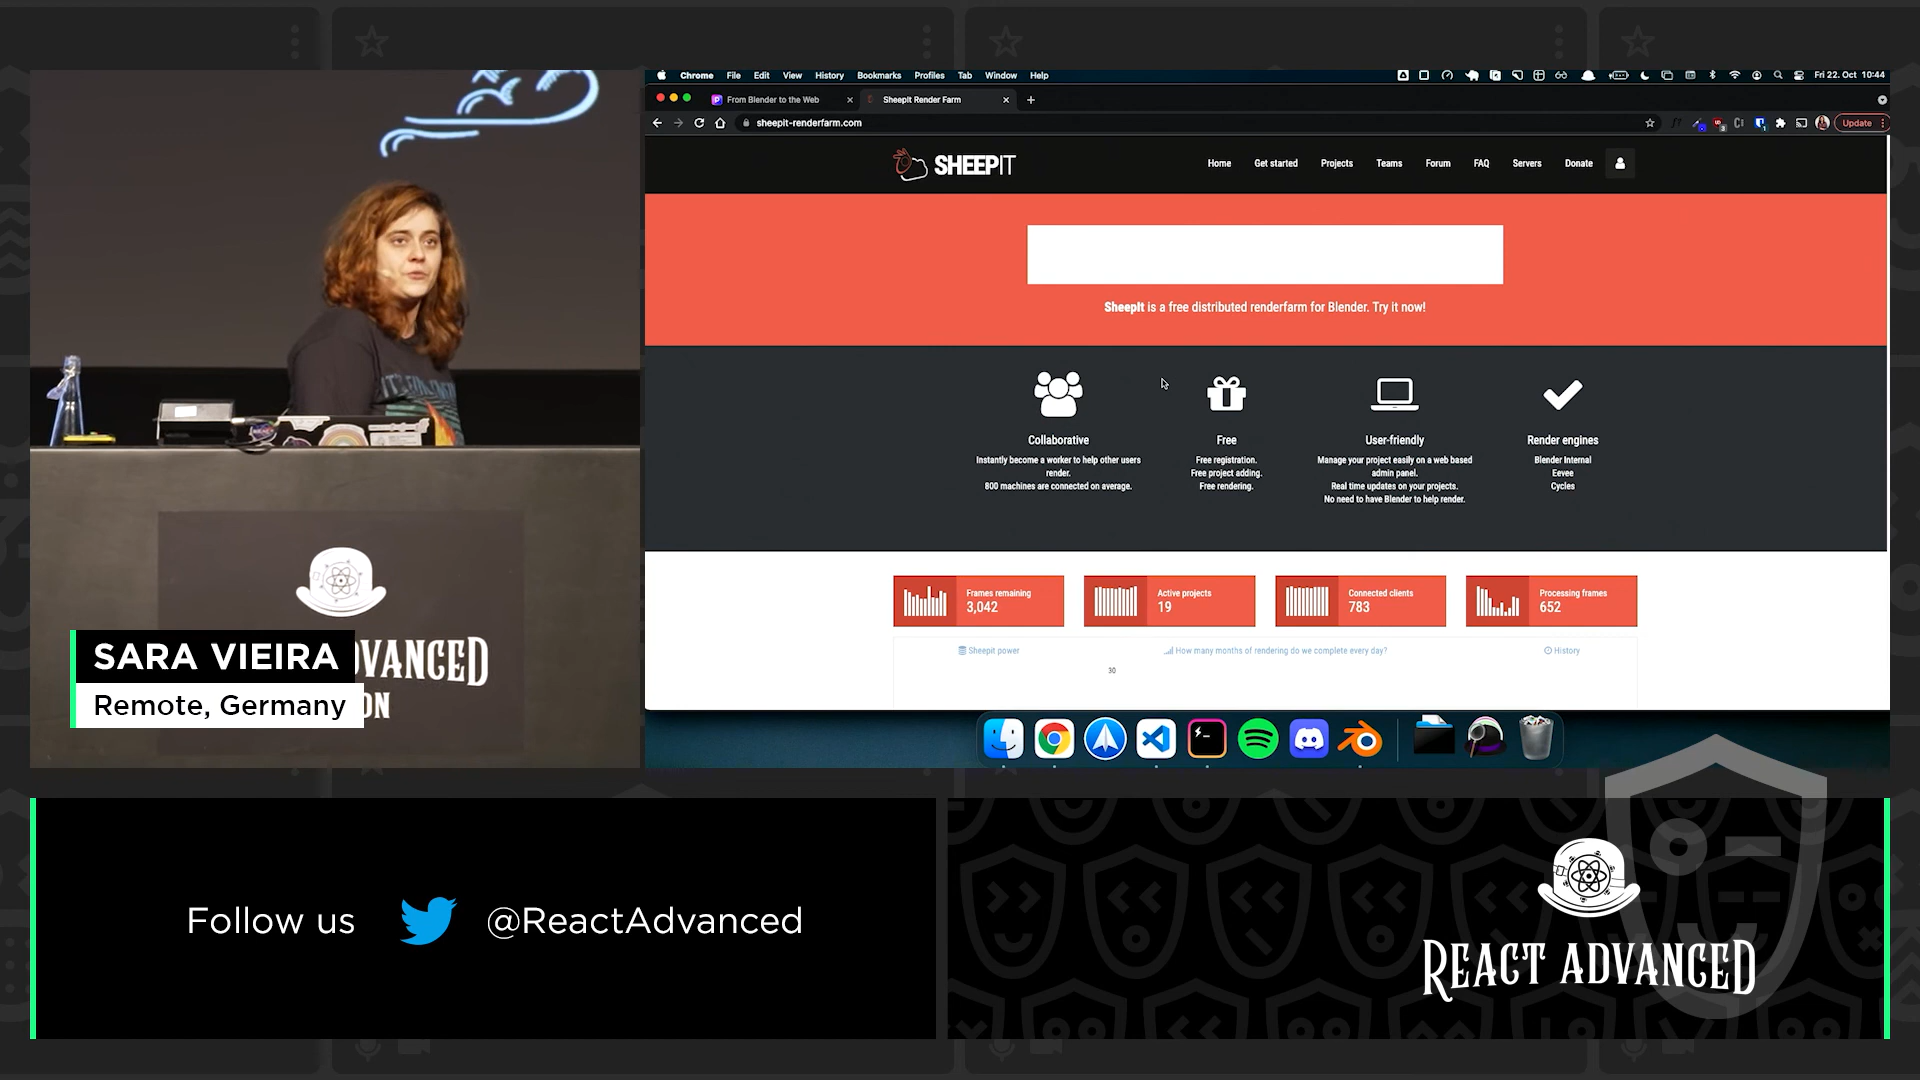 Chrome File Edit View History Bookmarks Profiles Tab Window Help
Fri 22. Oct 10:44
From Blender to the Web
SheepIt Render Farm
sheepit-renderfarm.com
Update
SHEEPIT
Home Get started Projects Teams Forum FAQ Servers Donate
SheepIt is a free distributed renderfarm for Blender. Try it now!
Collaborative
Instantly become a worker to help other users
render.
800 machines are connected on average.
Free
Free registration.
Free project adding.
Free rendering.
User-friendly
Manage your project easily on a web based
admin panel.
Real time updates on your projects.
No need to have Blender to help render.
Render engines
Blender Internal
Eevee
Cycles
Frames remaining
3,042
Active projects
19
Connected clients
783
Processing frames
652
Sheepit power
How many months of rendering do we complete every day?
History
30
SARA VIEIRA
Remote, Germany
DVANCED
ON
Follow us
@ReactAdvanced
REACT ADVANCED